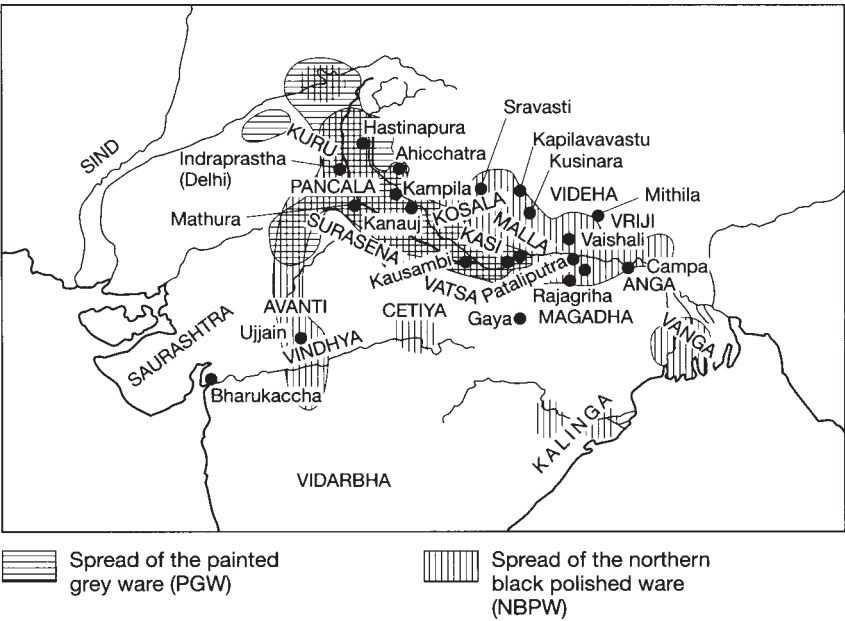 Sravasti
Hastinapura
Kapilavavastu
KURU
Ahicchatra
Kusinara
SIND
Indraprastha
(Delhi)
PANCALA
Kampila
VIDEHA
Mithila
KOSALA
Mathura
Kanauj
MALLA
VRIJI
SURASENA
KASI
Vaishali
Kausambi
Pataliputra
Campa
VATSA
ANGA
AVANTI
CETIYA
Rajagriha
Gaya
MAGADHA
Ujjain
VINDHYA
VANGA
SAURASHTRA
Bharukaccha
KALINGA
VIDARBHA
Spread of the painted
grey ware (PGW)
Spread of the northern
black polished ware
(NBPW)